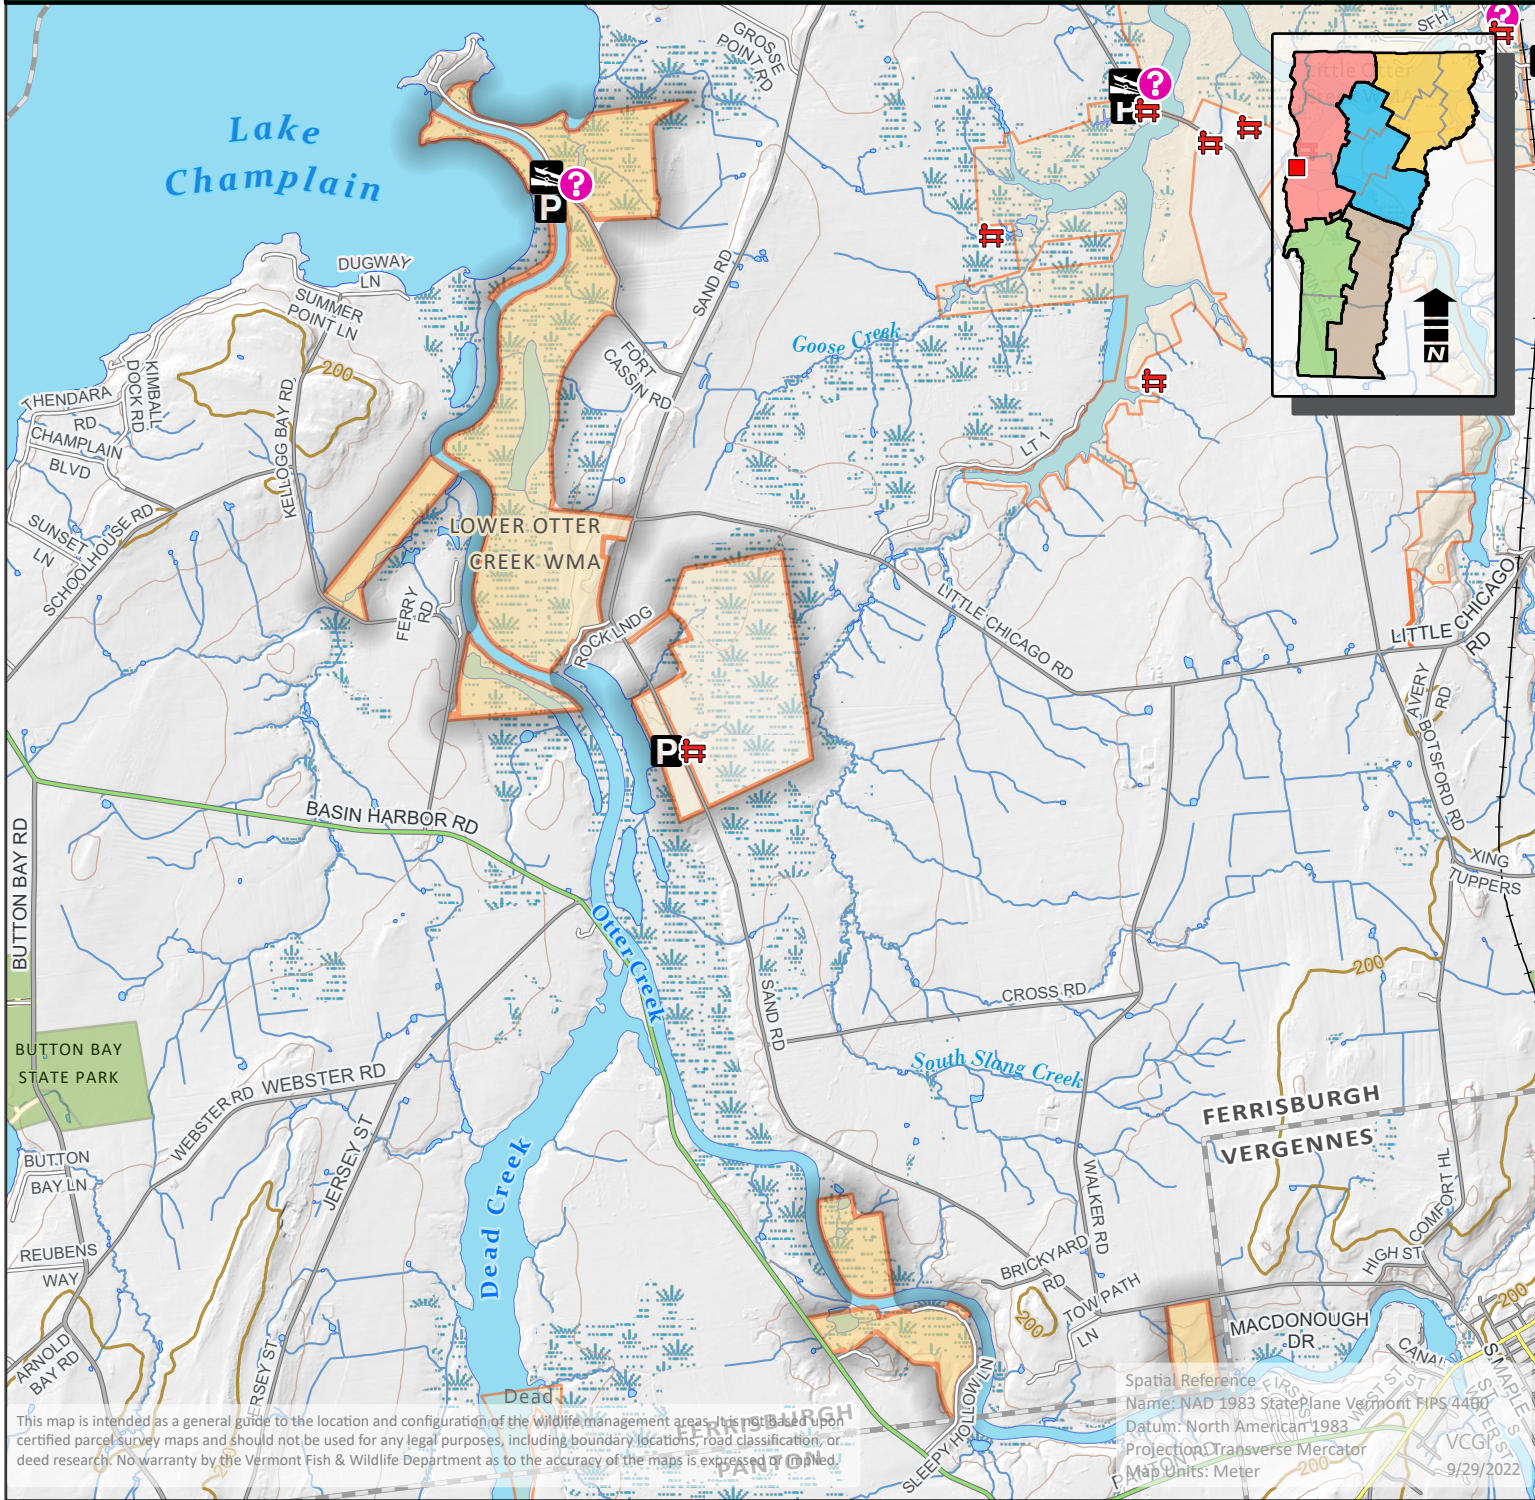 GROSSE
POINT RD
SFH
Lake
Champlain
?
P
?
P
?
DUGWAY
LN
SUMMER
POINT LN
SAND RD
Goose Creek
FORT
CASSIN RD
200
KIMBALL
DOCK RD
THENDARA
RD
CHAMPLAIN
BLVD
KELLOGG BAY RD
N
LT 1
SUNSET
LN
SCHOOLHOUSE RD
LOWER OTTER
CREEK WMA
FERRY
RD
ROCK LNDG
LITTLE CHICAGO RD
LITTLE CHICAGO
RD
AVERY
RD
BOTSFORD RD
P
BASIN HARBOR RD
BUTTON BAY RD
XING
TUPPERS
Otter Creek
200
SAND RD
CROSS RD
BUTTON BAY
STATE PARK
WEBSTER RD
WEBSTER RD
South Slang Creek
FERRISBURGH
VERGENNES
JERSEY ST
BUTTON
BAY LN
Dead Creek
WALKER RD
COMFORT HL
REUBENS
WAY
BRICKYARD
RD
HIGH ST
TOW PATH
LN
200
200
MACDONOUGH
DR
ARNOLD
BAY RD
JERSEY ST
CANAL
ST
S MAPLE
SLEEPY HOLLOW LN
Dead
FERRISBURGH
PANTON
200
200
This map is intended as a general guide to the location and configuration of the wildlife management areas. It is not based upon
certified parcel survey maps and should not be used for any legal purposes, including boundary locations, road classification, or
deed research. No warranty by the Vermont Fish & Wildlife Department as to the accuracy of the maps is expressed or implied.
Spatial Reference
Name: NAD 1983 StatePlane Vermont FIPS 4400
Datum: North American 1983
Projection: Transverse Mercator
Map Units: Meter
VCGI
9/29/2022